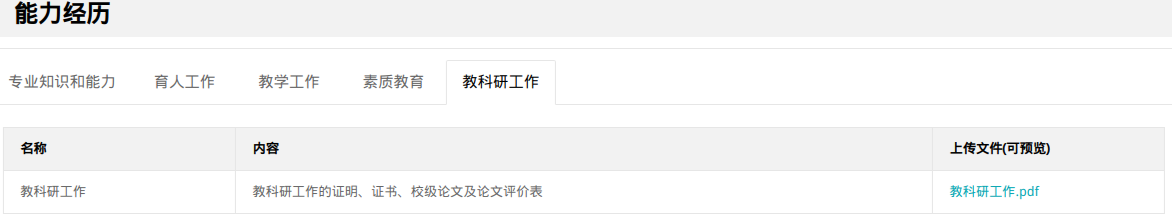 能力经历
专业知识和能力 育人工作 教学工作 素质教育 教科研工作
名称 内容 上传文件(可预览)
教科研工作 教科研工作的证明、证书、校级论文及论文评价表 教科研工作.pdf